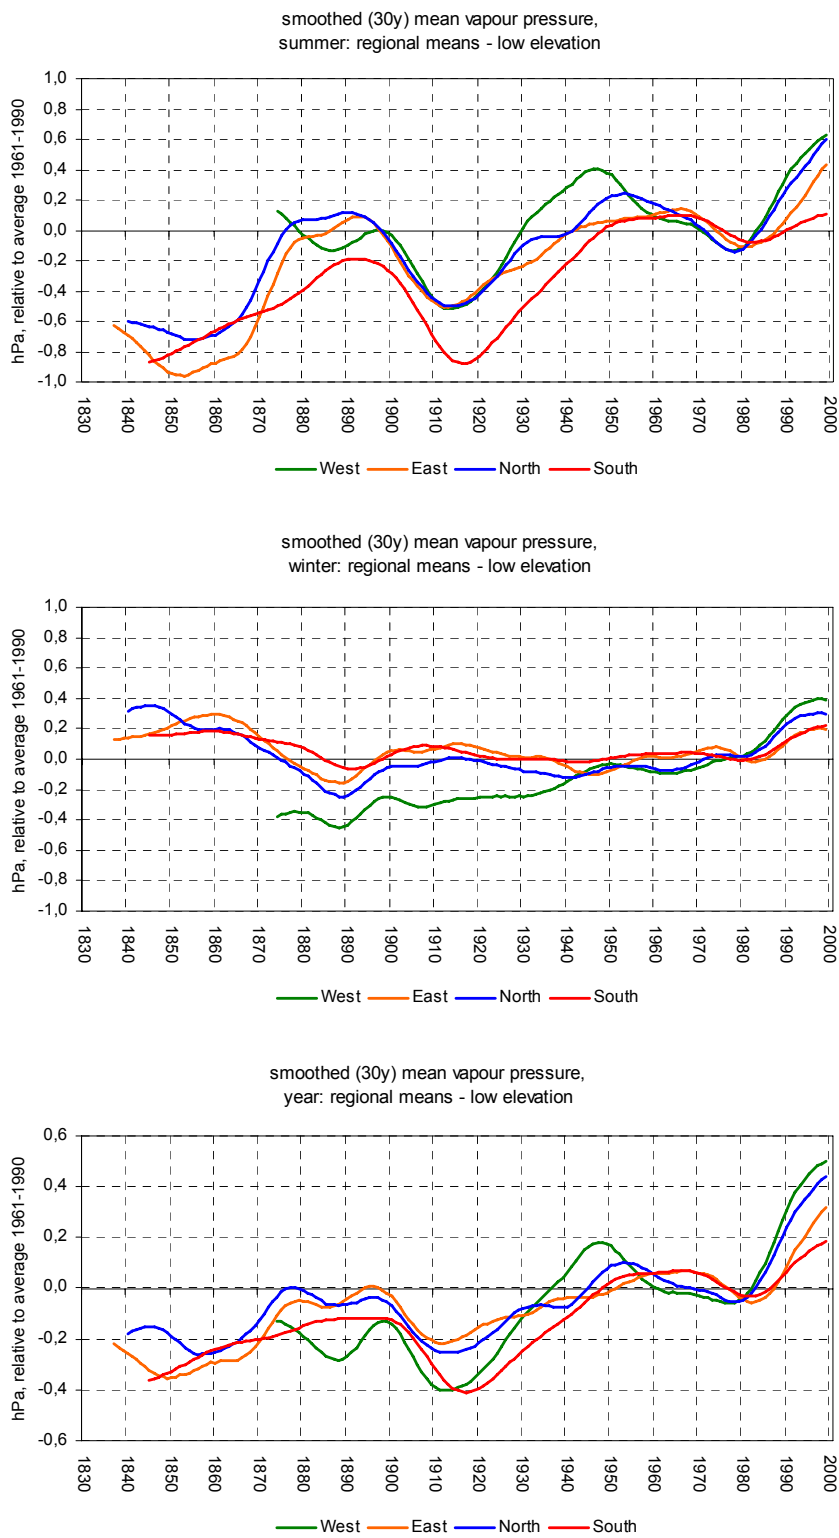 smoothed (30y) mean vapour pressure,
summer: regional means - low elevation
hPa, relative to average 1961-1990
1,0
0,8
0,6
0,4
0,2
0,0
-0,2
-0,4
-0,6
-0,8
-1,0
1830 1840 1850 1860 1870 1880 1890 1900 1910 1920 1930 1940 1950 1960 1970 1980 1990 2000
West East North South
smoothed (30y) mean vapour pressure,
winter: regional means - low elevation
hPa, relative to average 1961-1990
1,0
0,8
0,6
0,4
0,2
0,0
-0,2
-0,4
-0,6
-0,8
-1,0
1830 1840 1850 1860 1870 1880 1890 1900 1910 1920 1930 1940 1950 1960 1970 1980 1990 2000
West East North South
smoothed (30y) mean vapour pressure,
year: regional means - low elevation
hPa, relative to average 1961-1990
0,6
0,4
0,2
0,0
-0,2
-0,4
-0,6
1830 1840 1850 1860 1870 1880 1890 1900 1910 1920 1930 1940 1950 1960 1970 1980 1990 2000
West East North South